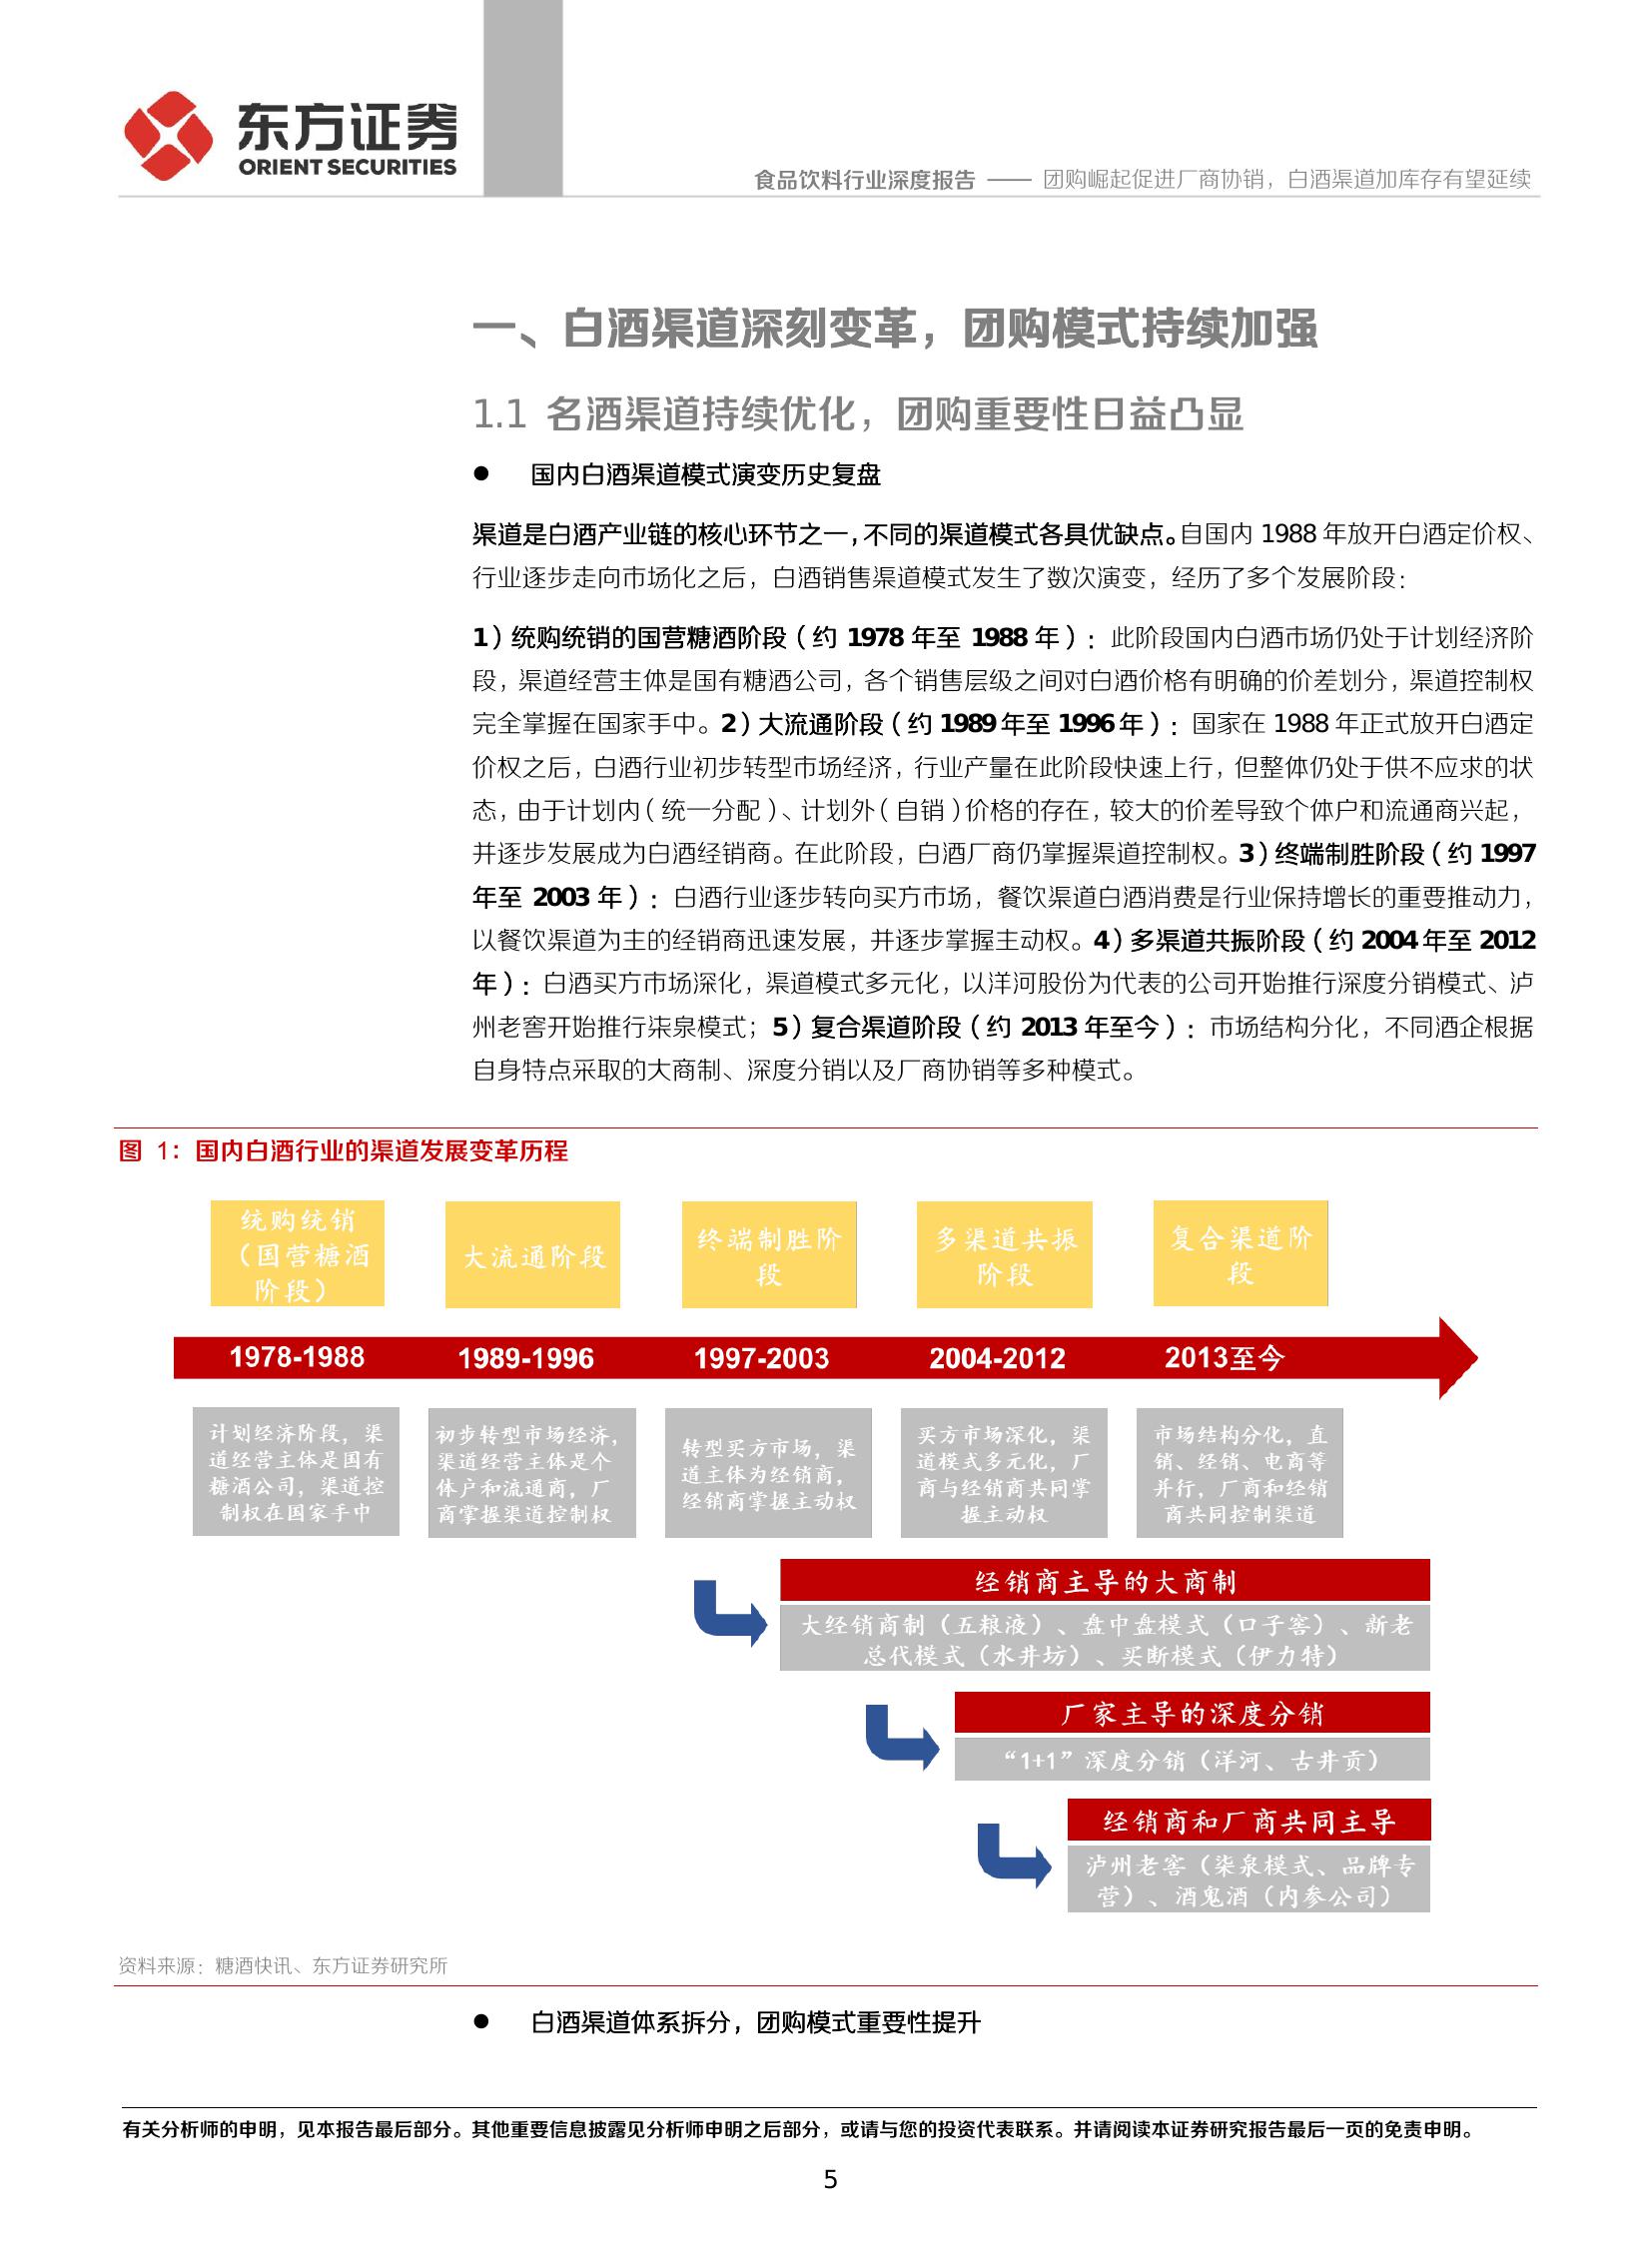 东方证券
ORIENT SECURITIES
食品饮料行业深度报告 —— 团购崛起促进厂商协销，白酒渠道加库存有望延续
一、白酒渠道深刻变革，团购模式持续加强
1.1 名酒渠道持续优化，团购重要性日益凸显
● 国内白酒渠道模式演变历史复盘
渠道是白酒产业链的核心环节之一，不同的渠道模式各具优缺点。自国内 1988 年放开白酒定价权、
行业逐步走向市场化之后，白酒销售渠道模式发生了数次演变，经历了多个发展阶段：
1）统购统销的国营糖酒阶段（约 1978 年至 1988 年）：此阶段国内白酒市场仍处于计划经济阶
段，渠道经营主体是国有糖酒公司，各个销售层级之间对白酒价格有明确的价差划分，渠道控制权
完全掌握在国家手中。2）大流通阶段（约 1989 年至 1996 年）：国家在 1988 年正式放开白酒定
价权之后，白酒行业初步转型市场经济，行业产量在此阶段快速上行，但整体仍处于供不应求的状
态，由于计划内（统一分配）、计划外（自销）价格的存在，较大的价差导致个体户和流通商兴起，
并逐步发展成为白酒经销商。在此阶段，白酒厂商仍掌握渠道控制权。3）终端制胜阶段（约 1997
年至 2003 年）：白酒行业逐步转向买方市场，餐饮渠道白酒消费是行业保持增长的重要推动力，
以餐饮渠道为主的经销商迅速发展，并逐步掌握主动权。4）多渠道共振阶段（约 2004 年至 2012
年）：白酒买方市场深化，渠道模式多元化，以洋河股份为代表的公司开始推行深度分销模式、泸
州老窖开始推行柒泉模式；5）复合渠道阶段（约 2013 年至今）：市场结构分化，不同酒企根据
自身特点采取的大商制、深度分销以及厂商协销等多种模式。
图 1：国内白酒行业的渠道发展变革历程
统购统销
（国营糖酒
阶段）
大流通阶段
终端制胜阶
段
多渠道共振
阶段
复合渠道阶
段
1978-1988
1989-1996
1997-2003
2004-2012
2013至今
计划经济阶段，渠
道经营主体是国有
糖酒公司，渠道控
制权在国家手中
初步转型市场经济，
渠道经营主体是个
体户和流通商，厂
商掌握渠道控制权
转型买方市场，渠
道主体为经销商，
经销商掌握主动权
买方市场深化，渠
道模式多元化，厂
商与经销商共同掌
握主动权
市场结构分化，直
销、经销、电商等
并行，厂商和经销
商共同控制渠道
经销商主导的大商制
大经销商制（五粮液）、盘中盘模式（口子窖）、新老
总代模式（水井坊）、买断模式（伊力特）
厂家主导的深度分销
“1+1”深度分销（洋河、古井贡）
经销商和厂商共同主导
泸州老窖（柒泉模式、品牌专
营）、酒鬼酒（内参公司）
资料来源：糖酒快讯、东方证券研究所
● 白酒渠道体系拆分，团购模式重要性提升
有关分析师的申明，见本报告最后部分。其他重要信息披露见分析师申明之后部分，或请与您的投资代表联系。并请阅读本证券研究报告最后一页的免责申明。
5